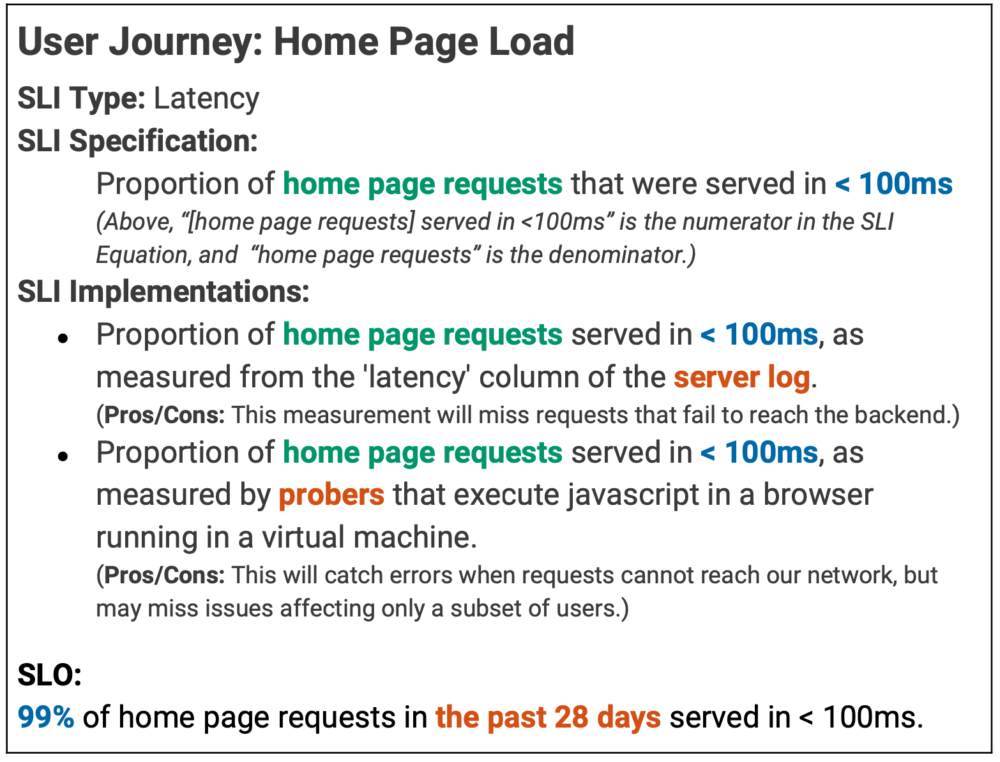 User Journey: Home Page Load
SLI Type: Latency
SLI Specification:
Proportion of home page requests that were served in < 100ms
(Above, “[home page requests] served in <100ms” is the numerator in the SLI
Equation, and “home page requests” is the denominator.)
SLI Implementations:
• Proportion of home page requests served in < 100ms, as
measured from the 'latency' column of the server log.
(Pros/Cons: This measurement will miss requests that fail to reach the backend.)
• Proportion of home page requests served in < 100ms, as
measured by probers that execute javascript in a browser
running in a virtual machine.
(Pros/Cons: This will catch errors when requests cannot reach our network, but
may miss issues affecting only a subset of users.)
SLO:
99% of home page requests in the past 28 days served in < 100ms.